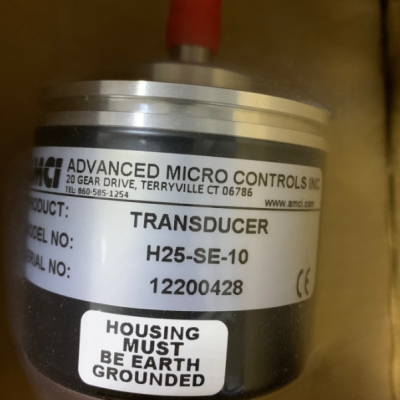 AMCI ADVANCED MICRO CONTROLS INC
20 GEAR DRIVE, TERRYVILLE CT 06786
TEL: 860-585-1254 www.amci.com
PRODUCT: TRANSDUCER
MODEL NO: H25-SE-10
SERIAL NO: 12200428
CE
HOUSING
MUST
BE EARTH
GROUNDED